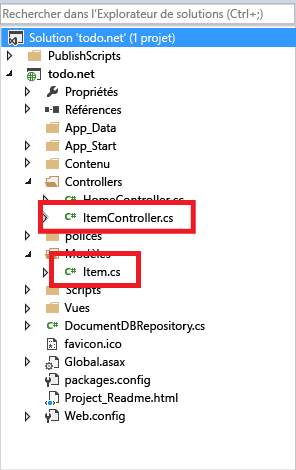 Rechercher dans l'Explorateur de solutions (Ctrl+;)
Solution 'todo.net' (1 projet)
PublishScripts
todo.net
Propriétés
Références
App_Data
App_Start
Contenu
Controllers
HomeController.cs
ItemController.cs
polices
Modèles
Item.cs
Scripts
Vues
DocumentDBRepository.cs
favicon.ico
Global.asax
packages.config
Project_Readme.html
Web.config